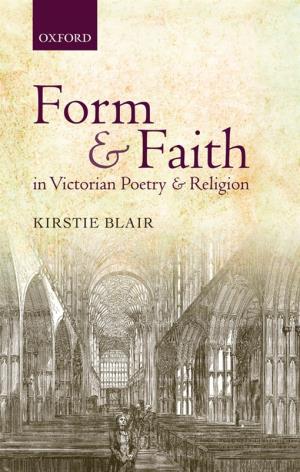 OXFORD
Form
& Faith
in Victorian Poetry & Religion
KIRSTIE BLAIR